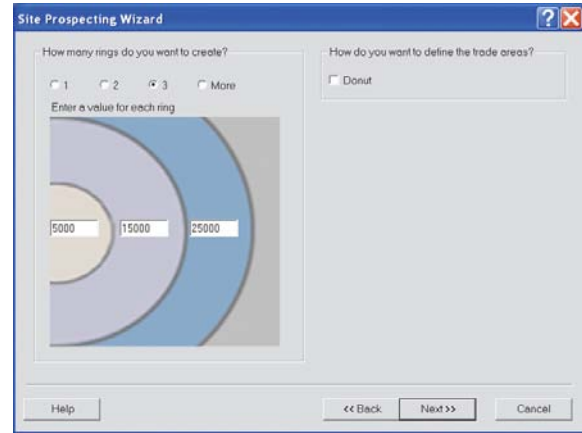 Site Prospecting Wizard
How many rings do you want to create?
1 2 3 More
Enter a value for each ring
5000 15000 25000
How do you want to define the trade areas?
Donut
Help << Back Next >> Cancel